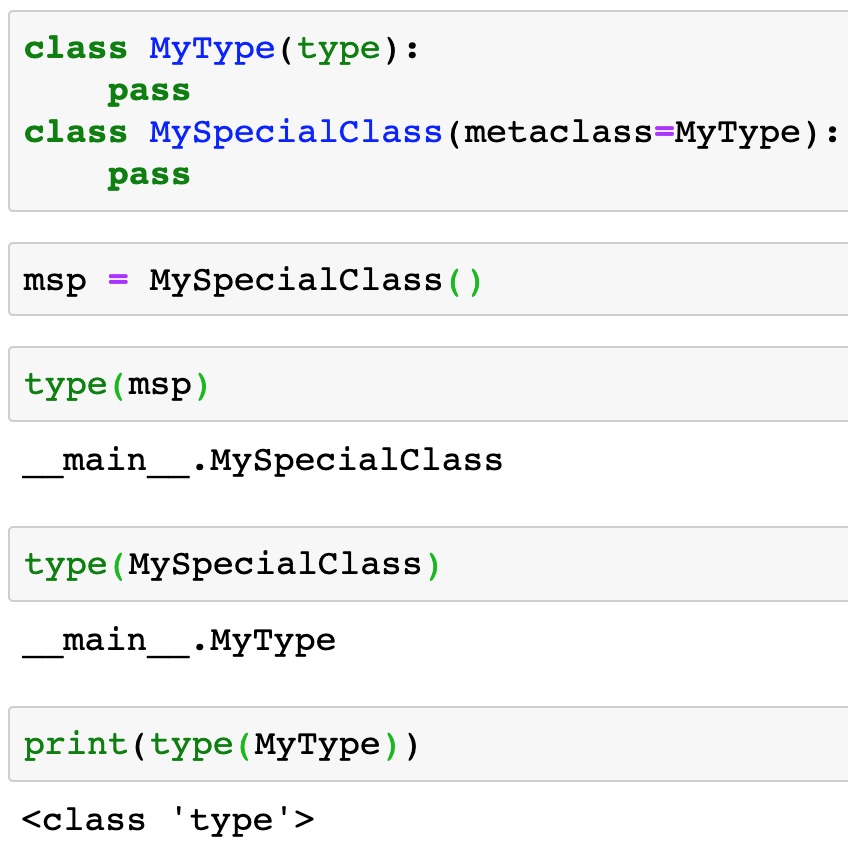 class MyType(type):
    pass
class MySpecialClass(metaclass=MyType):
    pass
msp = MySpecialClass()
type(msp)
__main__.MySpecialClass
type(MySpecialClass)
__main__.MyType
print(type(MyType))
<class 'type'>